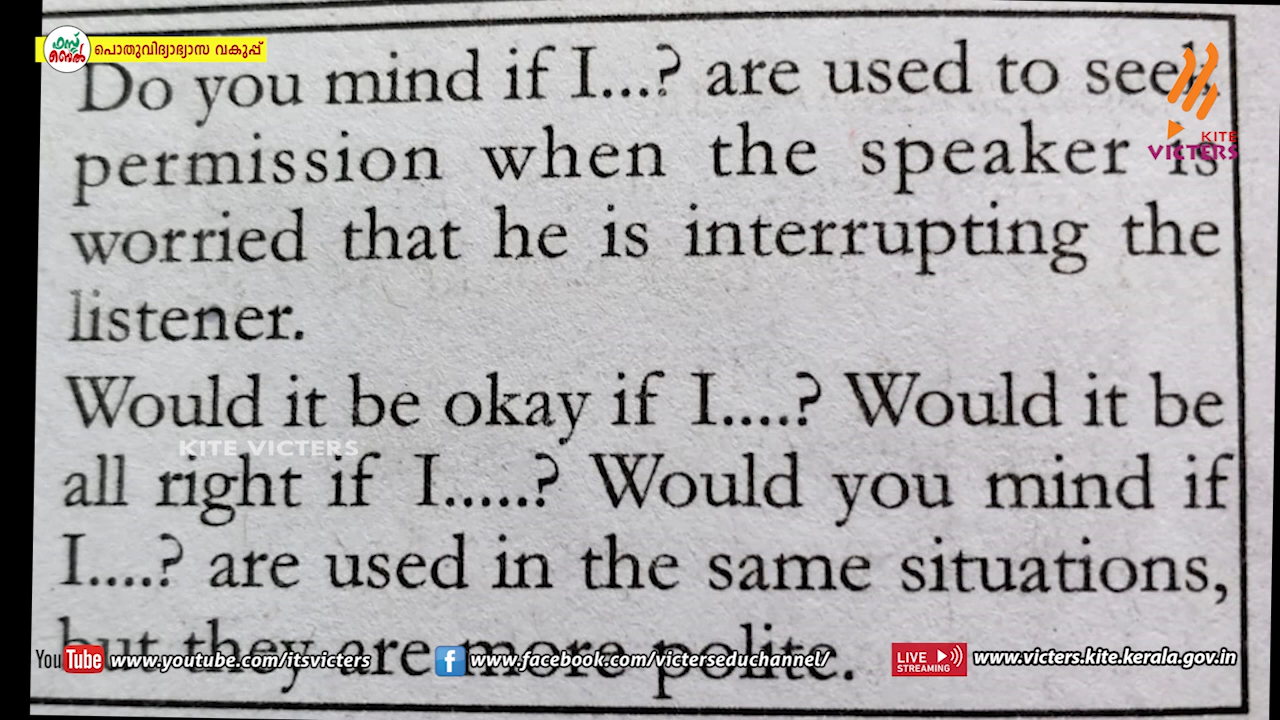 ഫസ്റ്റ് ബെൽ
പൊതുവിദ്യാഭ്യാസ വകുപ്പ്
Do you mind if I...? are used to seek
permission when the speaker is
worried that he is interrupting the
listener.
Would it be okay if I....? Would it be
all right if I.....? Would you mind if
I....? are used in the same situations,
but they are more polite.
KITE
VICTERS
KITE VICTERS
YouTube www.youtube.com/itsvicters
f www.facebook.com/victerseduchannel/
LIVE STREAMING www.victers.kite.kerala.gov.in